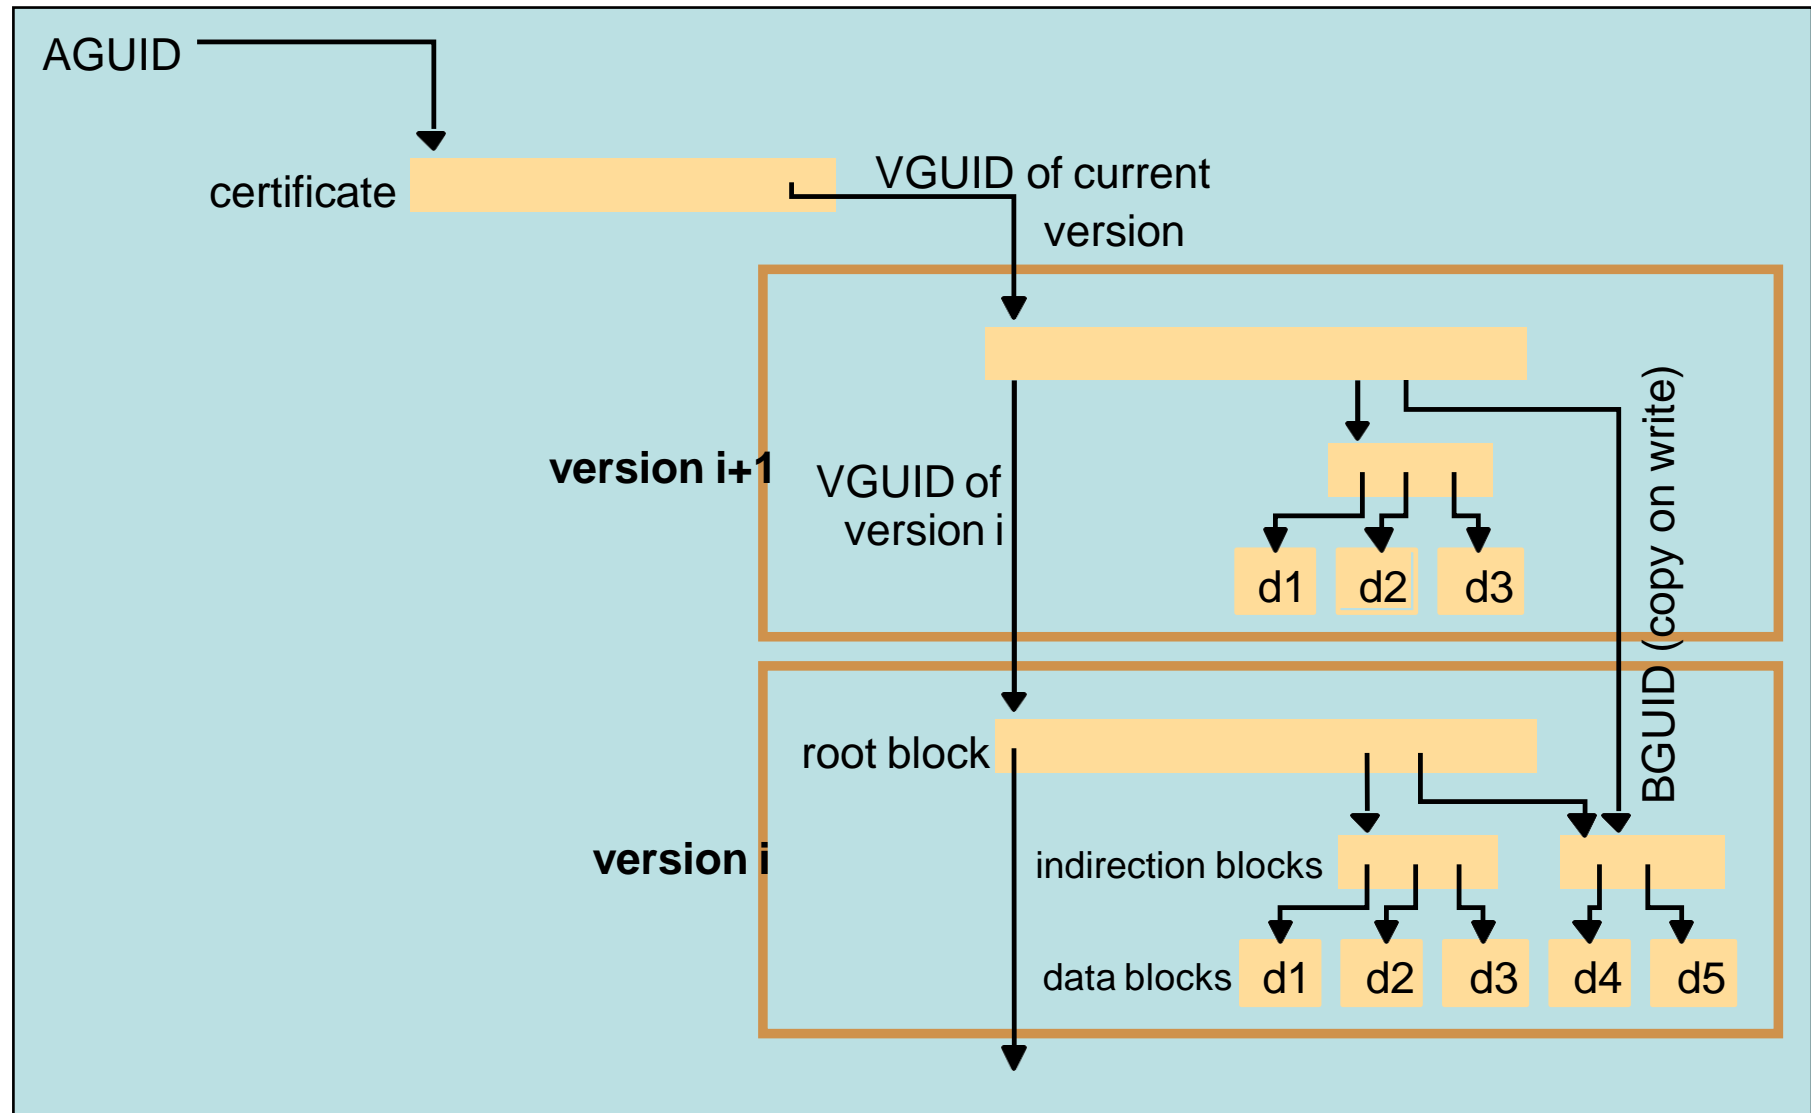 AGUID
certificate
VGUID of current
version
version i+1
VGUID of
version i
d1 d2 d3
BGUID (copy on write)
root block
version i
indirection blocks
data blocks
d1 d2 d3 d4 d5